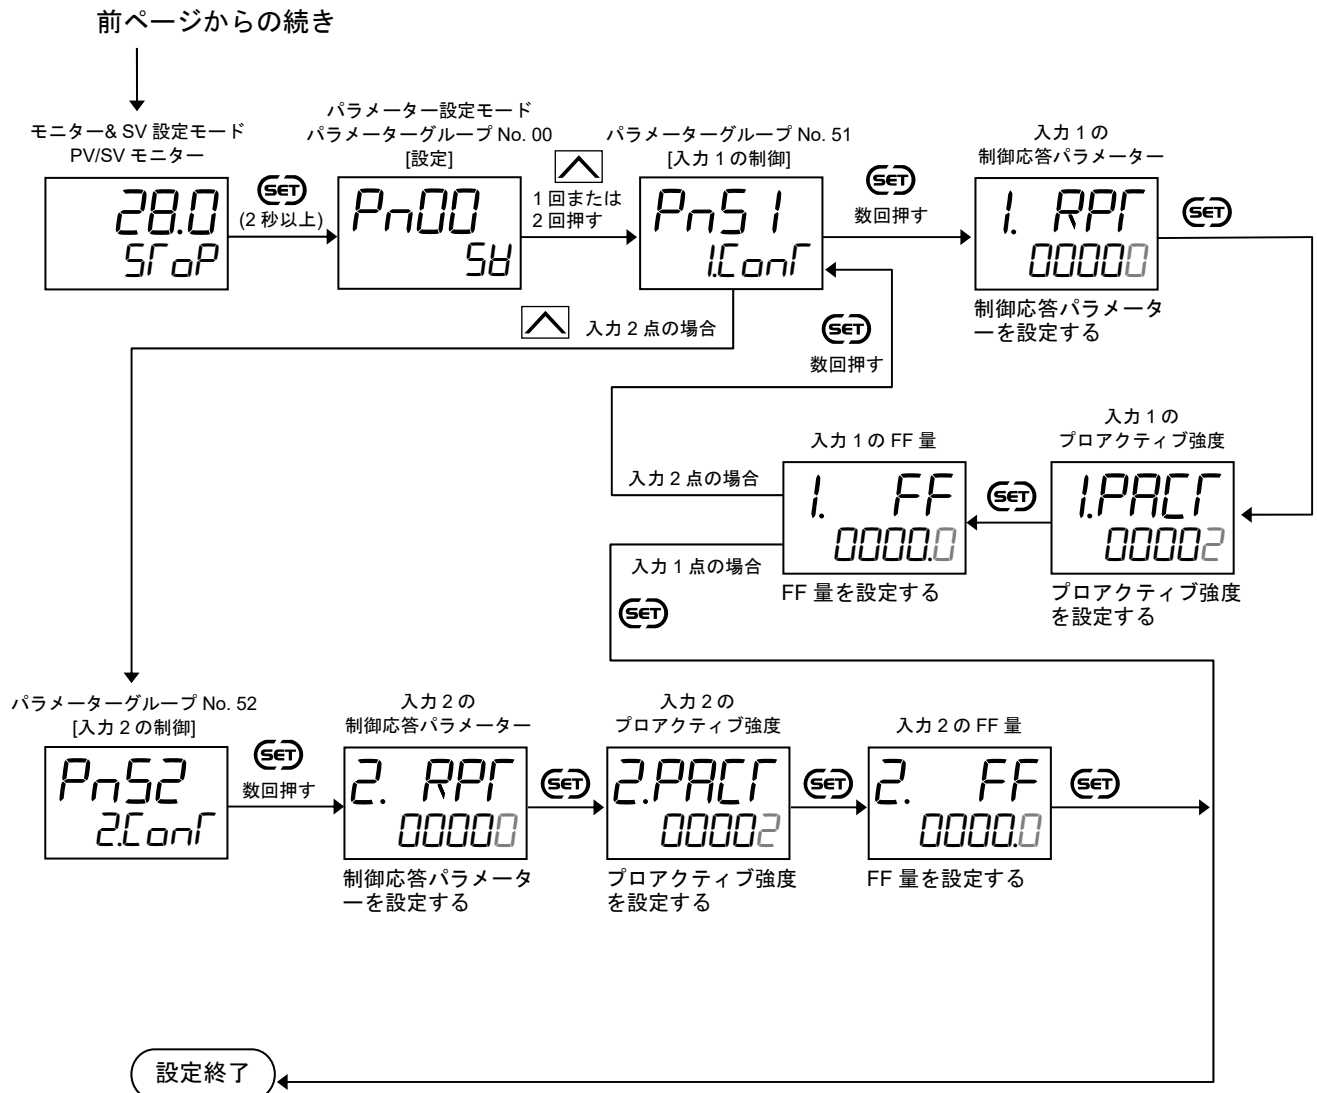 前ページからの続き
モニター& SV 設定モード
PV/SV モニター
28.0
SToP
SET
(2 秒以上)
パラメーター設定モード
パラメーターグループ No. 00
[設定]
Pn00
SV
1 回または
2 回押す
パラメーターグループ No. 51
[入力 1 の制御]
Pn51
1.ConT
SET
数回押す
入力 1 の
制御応答パラメーター
1. RPT
00000
制御応答パラメータ
ーを設定する
SET
入力 2 点の場合
SET
数回押す
入力 1 の
プロアクティブ強度
1.PACT
00002
プロアクティブ強度
を設定する
SET
入力 1 の FF 量
1. FF
0000.0
FF 量を設定する
入力 2 点の場合
入力 1 点の場合
SET
パラメーターグループ No. 52
[入力 2 の制御]
Pn52
2.ConT
SET
数回押す
入力 2 の
制御応答パラメーター
2. RPT
00000
制御応答パラメータ
ーを設定する
SET
入力 2 の
プロアクティブ強度
2.PACT
00002
プロアクティブ強度
を設定する
SET
入力 2 の FF 量
2. FF
0000.0
FF 量を設定する
SET
設定終了